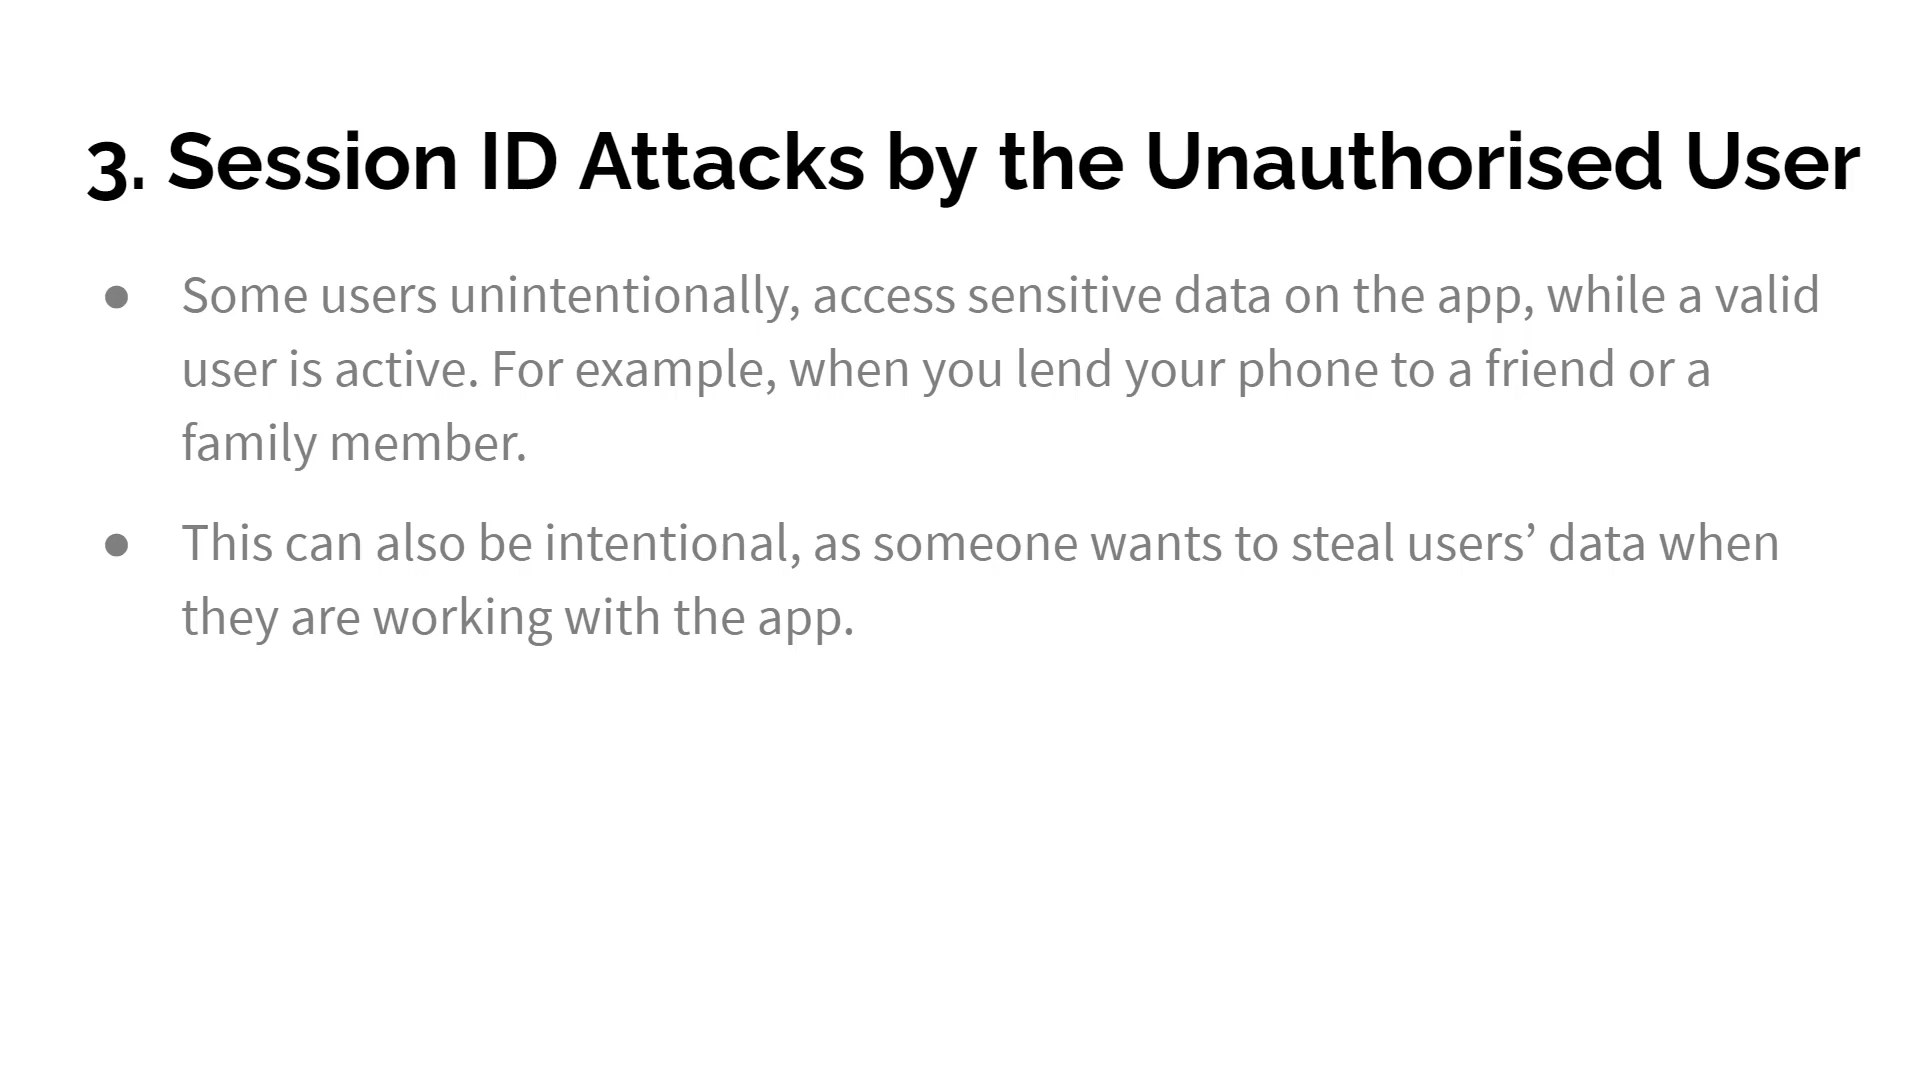 3. Session ID Attacks by the Unauthorised User
● Some users unintentionally, access sensitive data on the app, while a valid
user is active. For example, when you lend your phone to a friend or a
family member.
● This can also be intentional, as someone wants to steal users’ data when
they are working with the app.